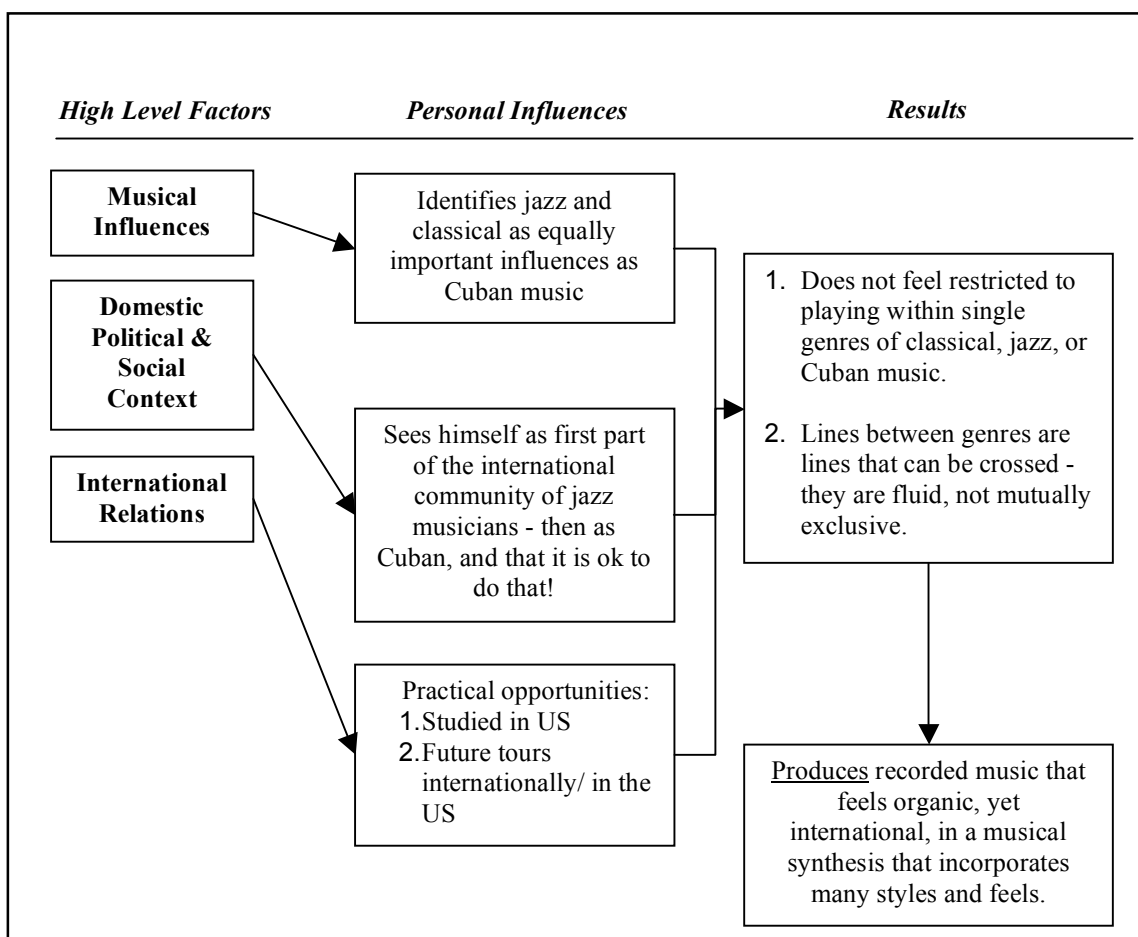 High Level Factors
Personal Influences
Results
Musical
Influences
Domestic
Political &
Social
Context
International
Relations
Identifies jazz and
classical as equally
important influences as
Cuban music
Sees himself as first part
of the international
community of jazz
musicians - then as
Cuban, and that it is ok to
do that!
Practical opportunities:
1. Studied in US
2. Future tours
internationally/ in the
US
1. Does not feel restricted to
playing within single
genres of classical, jazz, or
Cuban music.
2. Lines between genres are
lines that can be crossed -
they are fluid, not mutually
exclusive.
Produces recorded music that
feels organic, yet
international, in a musical
synthesis that incorporates
many styles and feels.